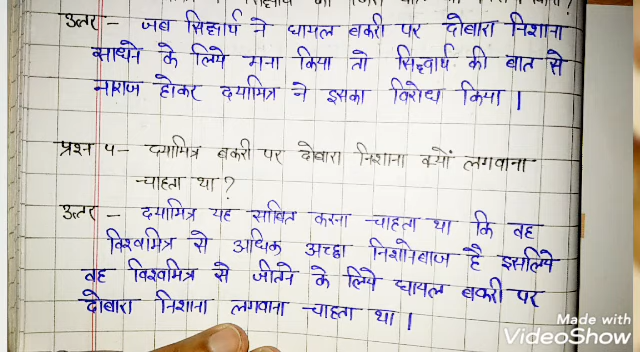 उत्तर – जब सिद्धार्थ ने घायल बकरी पर दोबारा निशाना
साधने के लिये मना किया तो सिद्धार्थ की बात से
नाराज होकर दयामित्र ने इसका विरोध किया।
प्रश्न ५– दयामित्र बकरी पर दोबारा निशाना क्यों लगवाना
चाहता था?
उत्तर – दयामित्र यह साबित करना चाहता था कि वह
विश्वमित्र से अधिक अच्छा निशानेबाज है इसलिये
वह विश्वमित्र से जीतने के लिये घायल बकरी पर
दोबारा निशाना लगवाना चाहता था।
Made with
VideoShow